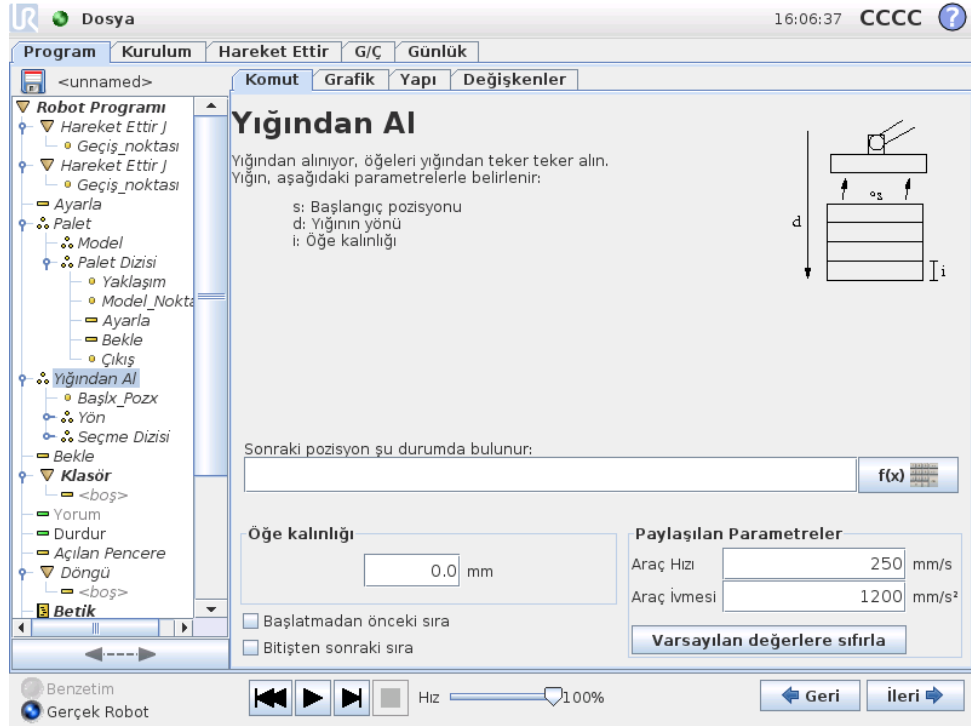 UR Dosya 16:06:37 CCCC ?
Program Kurulum Hareket Ettir G/Ç Günlük
<unnamed>
Komut Grafik Yapı Değişkenler
Robot Programı
Hareket Ettir J
Geçiş_noktası
Hareket Ettir J
Geçiş_noktası
Ayarla
Palet
Model
Palet Dizisi
Yaklaşım
Model_Nokta
Ayarla
Bekle
Çıkış
Yığından Al
Başlx_Pozx
Yön
Seçme Dizisi
Bekle
Klasör
<boş>
Yorum
Durdur
Açılan Pencere
Döngü
<boş>
Betik
Yığından Al
Yığından alınıyor, öğeleri yığından teker teker alın.
Yığın, aşağıdaki parametrelerle belirlenir:
s: Başlangıç pozisyonu
d: Yığının yönü
i: Öğe kalınlığı
d
s
i
Sonraki pozisyon şu durumda bulunur:
f(x)
Öğe kalınlığı
0.0 mm
Başlatmadan önceki sıra
Bitişten sonraki sıra
Paylaşılan Parametreler
Araç Hızı 250 mm/s
Araç İvmesi 1200 mm/s²
Varsayılan değerlere sıfırla
Benzetim
Gerçek Robot
Hız 100%
Geri İleri